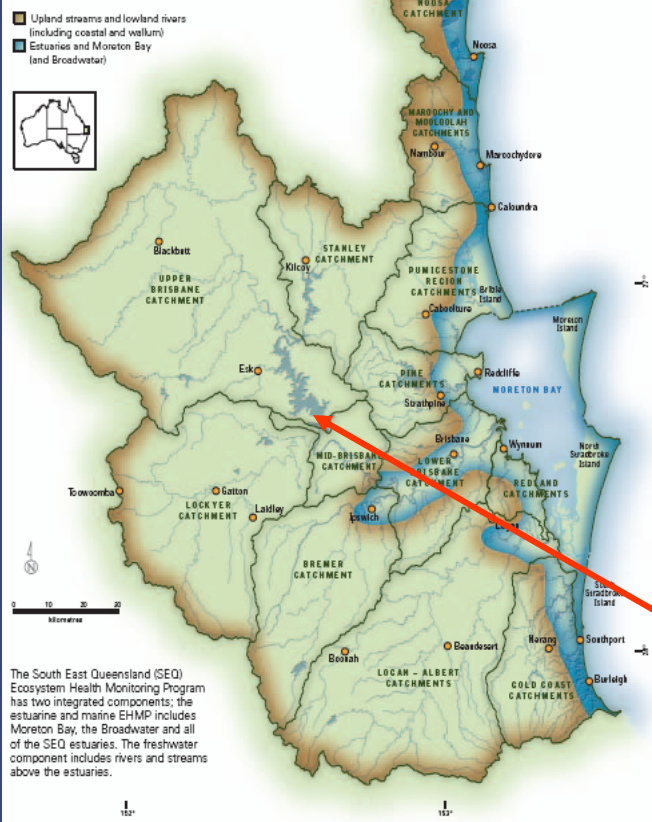 Upland streams and lowland rivers
(including coastal and wallum)
Estuaries and Moreton Bay
(and Broadwater)
NOOSA
CATCHMENT
Noosa
MAROOCHY AND
MOOLOOLAH
CATCHMENTS
Nambour
Maroochydore
Caloundra
Blackbutt
STANLEY
CATCHMENT
Kilcoy
UPPER
BRISBANE
CATCHMENT
PUMICESTONE
REGION
CATCHMENTS
Bribie
Island
Caboolture
27°
Moreton
Island
Esk
PINE
CATCHMENTS
Redcliffe
MORETON BAY
Strathpine
Brisbane
Wynnum
North
Stradbroke
Island
MID-BRISBANE
CATCHMENT
LOWER
BRISBANE
CATCHMENT
REDLAND
CATCHMENTS
Toowoomba
Gatton
LOCKYER
CATCHMENT
Laidley
Ipswich
Logan
BREMER
CATCHMENT
South
Stradbroke
Island
N
0 10 20 30
kilometres
Boonah
Beaudesert
Nerang
Southport
28°
LOGAN - ALBERT
CATCHMENTS
GOLD COAST
CATCHMENTS
Burleigh
The South East Queensland (SEQ)
Ecosystem Health Monitoring Program
has two integrated components; the
estuarine and marine EHMP includes
Moreton Bay, the Broadwater and all
of the SEQ estuaries. The freshwater
component includes rivers and streams
above the estuaries.
152°
153°